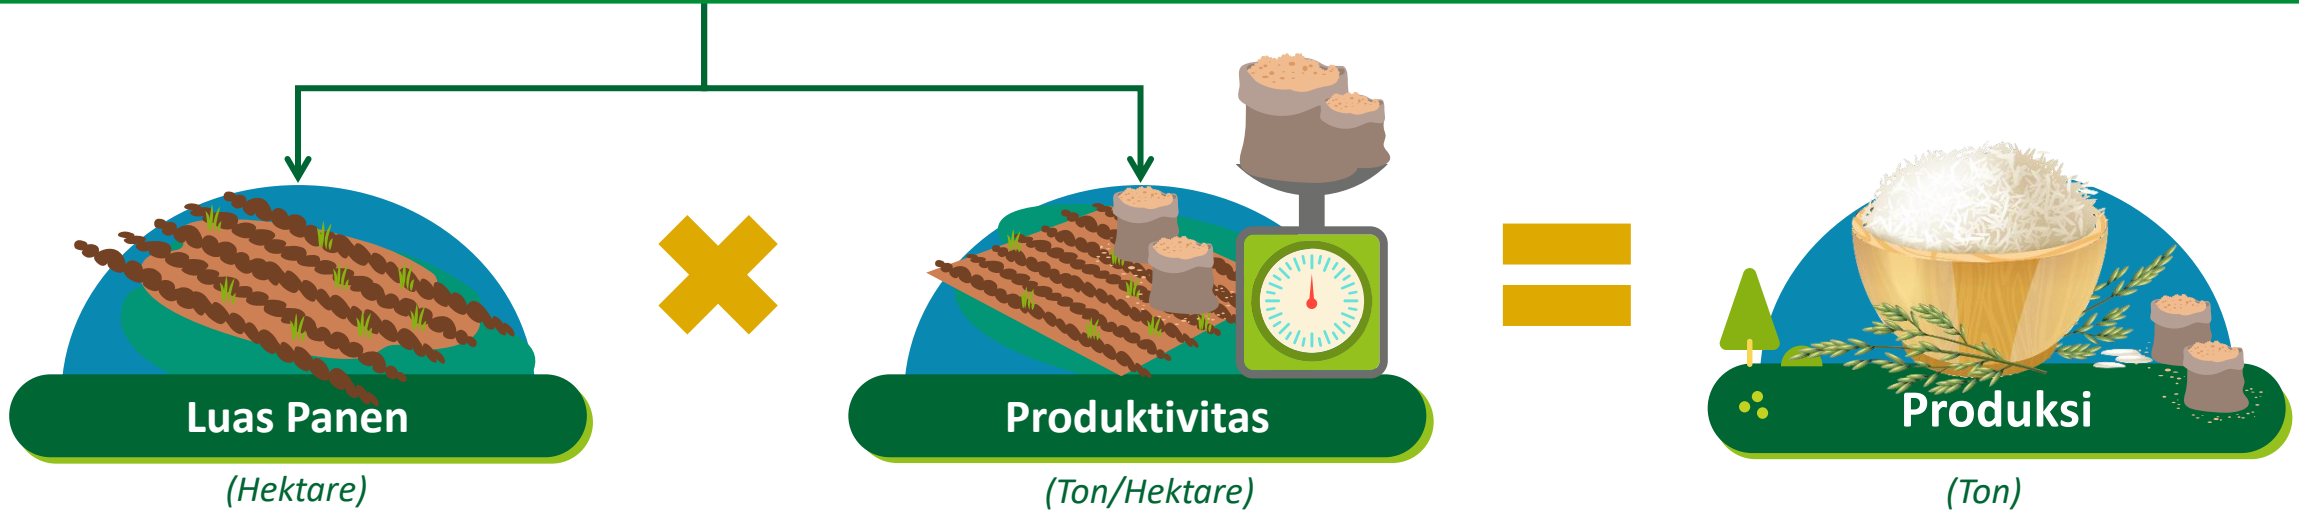 Luas Panen
(Hektare)
Produktivitas
(Ton/Hektare)
Produksi
(Ton)